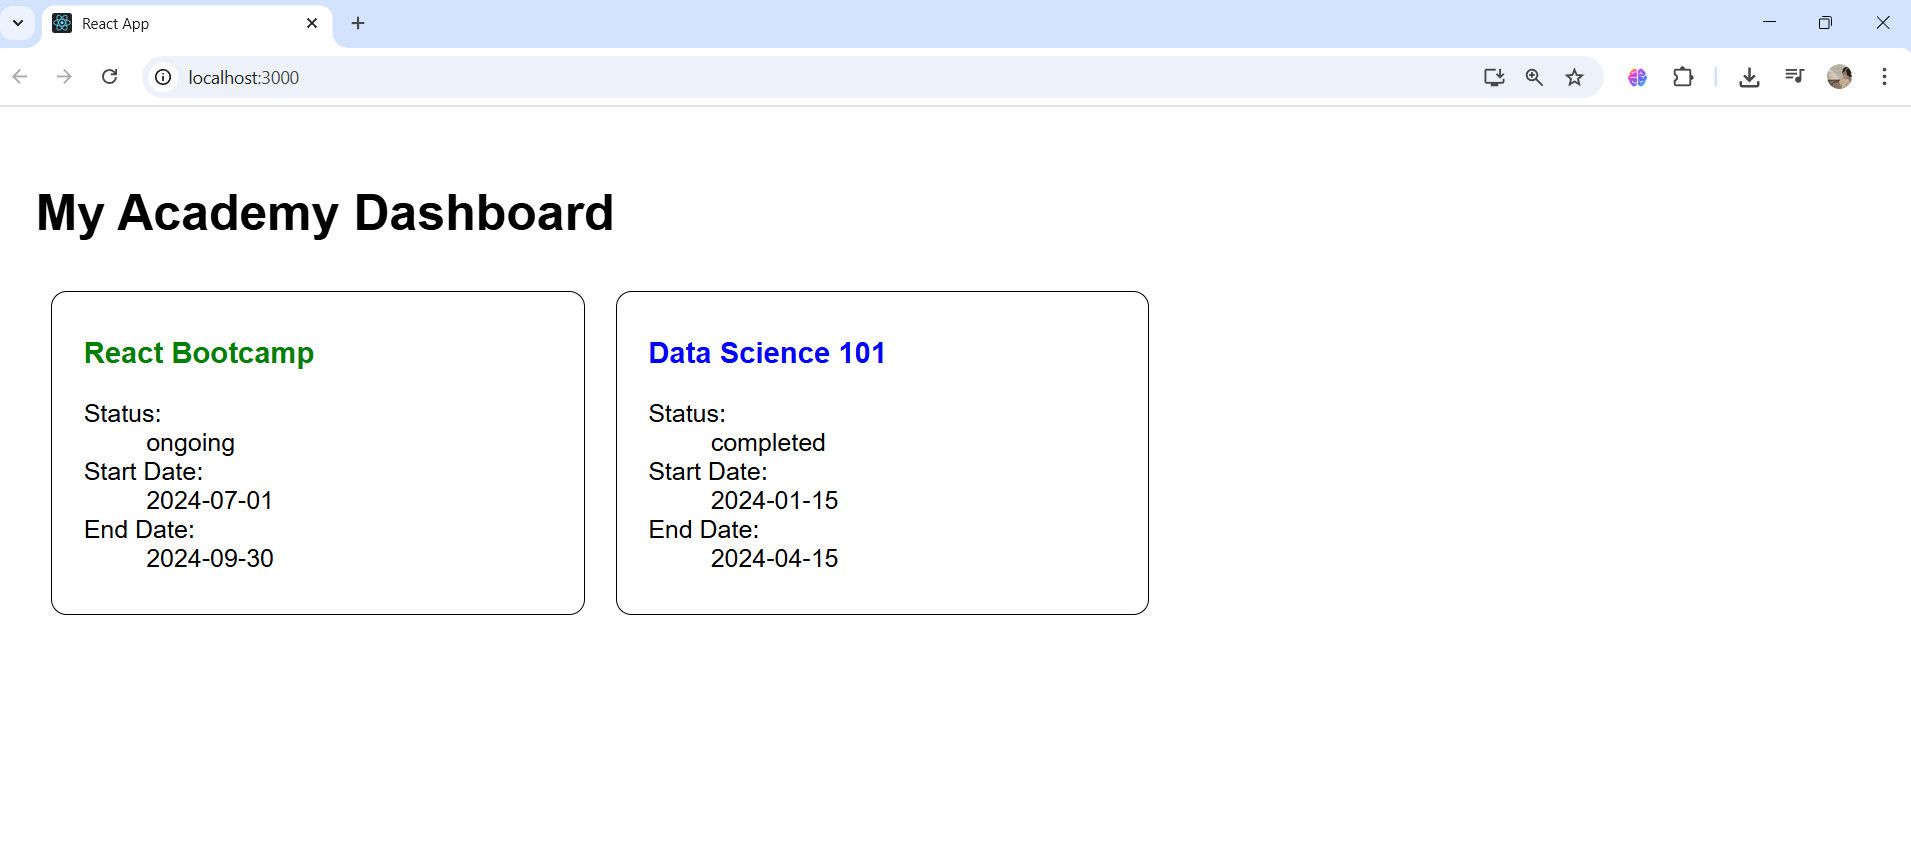 React App
localhost:3000
My Academy Dashboard
React Bootcamp
Status:
ongoing
Start Date:
2024-07-01
End Date:
2024-09-30
Data Science 101
Status:
completed
Start Date:
2024-01-15
End Date:
2024-04-15